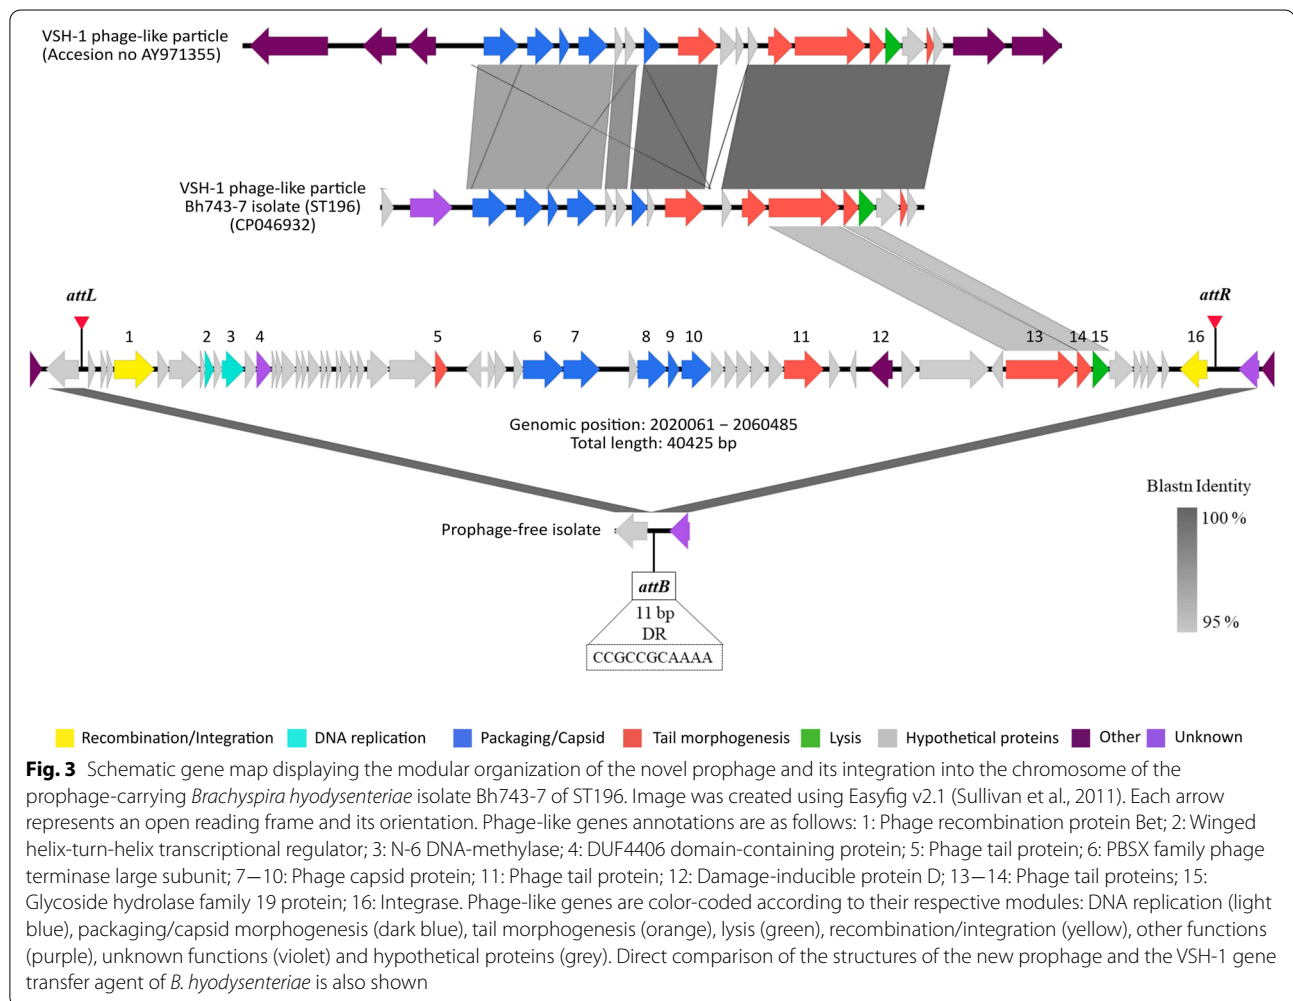 VSH-1 phage-like particle
(Accesion no AY971355)
VSH-1 phage-like particle
Bh743-7 isolate (ST196)
(CP046932)
attL
attR
1 2 3 4 5 6 7 8 9 10 11 12 13 14 15 16
Genomic position: 2020061 – 2060485
Total length: 40425 bp
Blastn Identity
100 %
95 %
Prophage-free isolate
attB
11 bp
DR
CCGCCGCAAAA
Recombination/Integration DNA replication Packaging/Capsid Tail morphogenesis Lysis Hypothetical proteins Other Unknown
Fig. 3 Schematic gene map displaying the modular organization of the novel prophage and its integration into the chromosome of the
prophage-carrying Brachyspira hyodysenteriae isolate Bh743-7 of ST196. Image was created using Easyfig v2.1 (Sullivan et al., 2011). Each arrow
represents an open reading frame and its orientation. Phage-like genes annotations are as follows: 1: Phage recombination protein Bet; 2: Winged
helix-turn-helix transcriptional regulator; 3: N-6 DNA-methylase; 4: DUF4406 domain-containing protein; 5: Phage tail protein; 6: PBSX family phage
terminase large subunit; 7—10: Phage capsid protein; 11: Phage tail protein; 12: Damage-inducible protein D; 13—14: Phage tail proteins; 15:
Glycoside hydrolase family 19 protein; 16: Integrase. Phage-like genes are color-coded according to their respective modules: DNA replication (light
blue), packaging/capsid morphogenesis (dark blue), tail morphogenesis (orange), lysis (green), recombination/integration (yellow), other functions
(purple), unknown functions (violet) and hypothetical proteins (grey). Direct comparison of the structures of the new prophage and the VSH-1 gene
transfer agent of B. hyodysenteriae is also shown